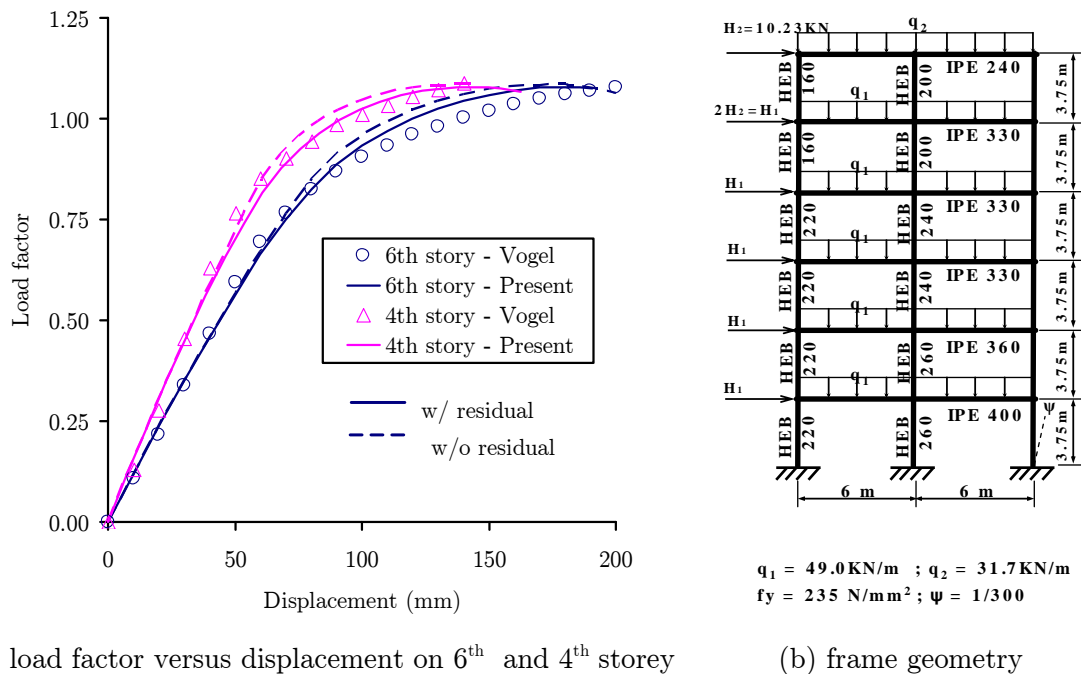 1.25
1.00
0.75
0.50
0.25
0.00
Load factor
0
50
100
150
200
Displacement (mm)
6th story - Vogel
6th story - Present
4th story - Vogel
4th story - Present
w/ residual
w/o residual
load factor versus displacement on 6th and 4th storey
H₂=10.23KN
q₂
IPE 240
HEB 160
HEB 200
3.75m
2H₂=H₁
q₁
IPE 330
HEB 160
HEB 200
3.75m
H₁
q₁
IPE 330
HEB 220
HEB 240
3.75m
H₁
q₁
IPE 330
HEB 220
HEB 240
3.75m
H₁
q₁
IPE 360
HEB 220
HEB 260
3.75m
H₁
q₁
IPE 400
ψ
HEB 220
HEB 260
3.75m
6 m
6 m
q₁ = 49.0KN/m ; q₂ = 31.7KN/m
fy = 235 N/mm² ; ψ = 1/300
(b) frame geometry